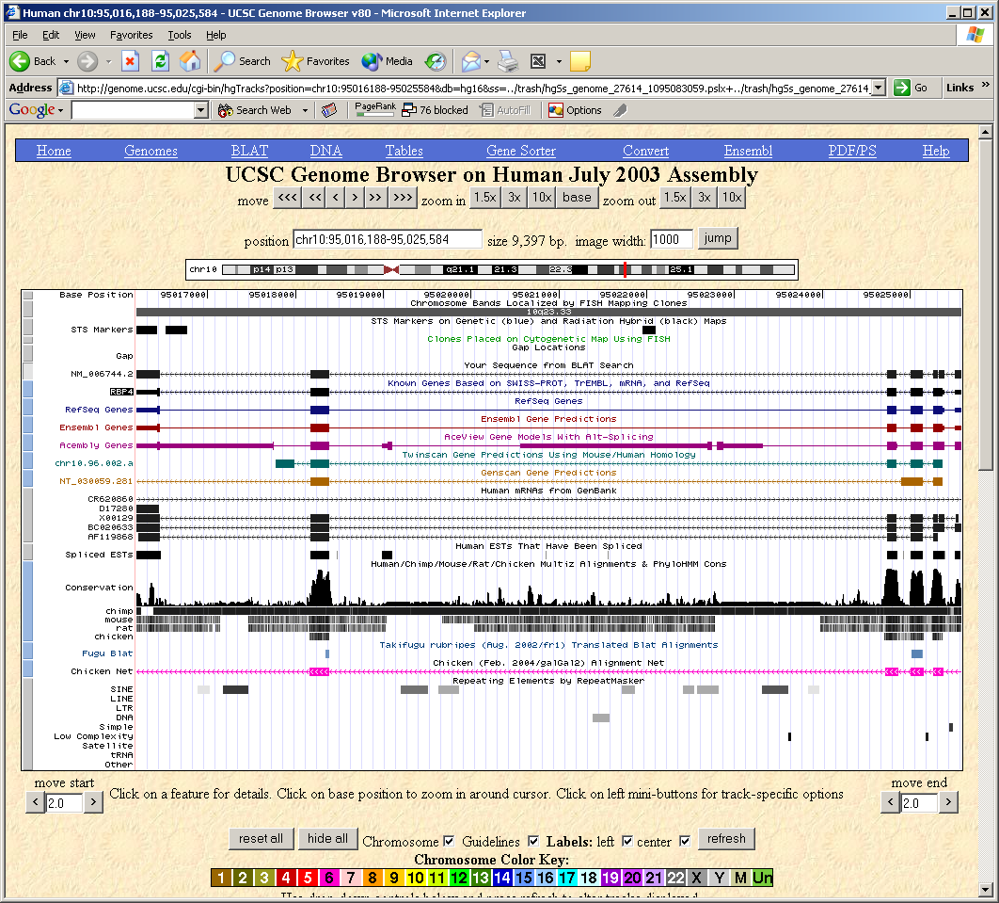 Human chr10:95,016,188-95,025,584 - UCSC Genome Browser v80 - Microsoft Internet Explorer
File Edit View Favorites Tools Help
Back Search Favorites Media
Address http://genome.ucsc.edu/cgi-bin/hgTracks?position=chr10:95016188-95025584&db=hg16&ss=../trash/hgSs_genome_27614_1095083059.pslx+../trash/hgSs_genome_27614_ Go Links »
Google Search Web PageRank 76 blocked AutoFill Options
Home Genomes BLAT DNA Tables Gene Sorter Convert Ensembl PDF/PS Help
UCSC Genome Browser on Human July 2003 Assembly
move <<< << < > >> >>> zoom in 1.5x 3x 10x base zoom out 1.5x 3x 10x
position chr10:95,016,188-95,025,584 size 9,397 bp. image width: 1000 jump
chr10 p14 p13 q21.1 21.3 22.3 25.1
Base Position 95017000 95018000 95019000 95020000 95021000 95022000 95023000 95024000 95025000
Chromosome Bands Localized by FISH Mapping Clones
10q23.33
STS Markers on Genetic (blue) and Radiation Hybrid (black) Maps
STS Markers
Clones Placed on Cytogenetic Map Using FISH
Gap Locations
Gap
Your Sequence from BLAT Search
NM_006744.2
Known Genes Based on SWISS-PROT, TrEMBL, mRNA, and RefSeq
RBP4
RefSeq Genes
RefSeq Genes
Ensembl Gene Predictions
Ensembl Genes
AceView Gene Models With Alt-Splicing
Acembly Genes
Twinscan Gene Predictions Using Mouse/Human Homology
chr10.96.002.a
Genscan Gene Predictions
NT_030059.281
Human mRNAs from GenBank
CR620860
D17280
X00129
BC020633
AF119868
Human ESTs That Have Been Spliced
Spliced ESTs
Human/Chimp/Mouse/Rat/Chicken Multiz Alignments & PhyloHMM Cons
Conservation
chimp
mouse
rat
chicken
Takifugu rubripes (Aug. 2002/fr1) Translated Blat Alignments
Fugu Blat
Chicken (Feb. 2004/galGal2) Alignment Net
Chicken Net
Repeating Elements by RepeatMasker
SINE
LINE
LTR
DNA
Simple
Low Complexity
Satellite
tRNA
Other
move start move end
< 2.0 > Click on a feature for details. Click on base position to zoom in around cursor. Click on left mini-buttons for track-specific options < 2.0 >
reset all hide all Chromosome Guidelines Labels: left center refresh
Chromosome Color Key:
1 2 3 4 5 6 7 8 9 10 11 12 13 14 15 16 17 18 19 20 21 22 X Y M Un